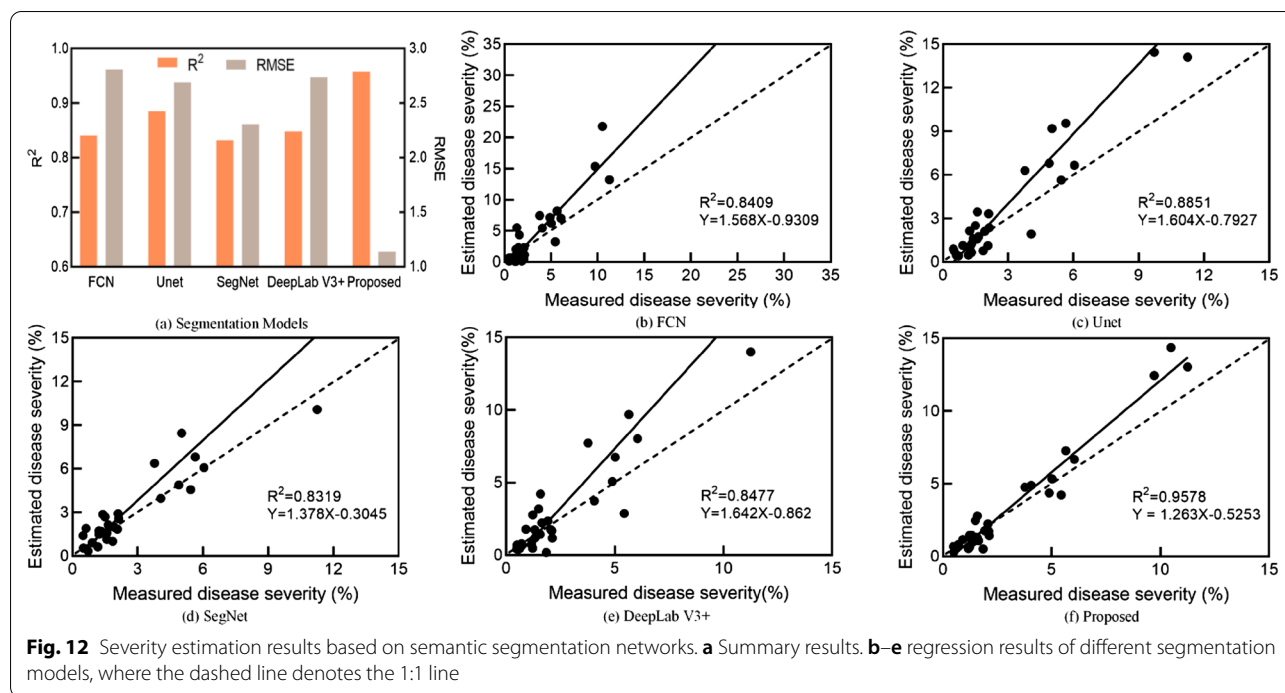 1.0
0.9
0.8
0.7
0.6
R²
R² RMSE
3.0
2.5
2.0
1.5
1.0
RMSE
FCN Unet SegNet DeepLab V3+ Proposed
(a) Segmentation Models
Estimated disease severity (%)
35
30
25
20
15
10
5
0
R²=0.8409
Y=1.568X-0.9309
0 5 10 15 20 25 30 35
Measured disease severity (%)
(b) FCN
Estimated disease severity (%)
15
12
9
6
3
0
R²=0.8851
Y=1.604X-0.7927
0 3 6 9 12 15
Measured disease severity (%)
(c) Unet
Estimated disease severity (%)
15
12
9
6
3
0
R²=0.8319
Y=1.378X-0.3045
0 3 6 9 12 15
Measured disease severity (%)
(d) SegNet
Estimated disease severity(%)
15
10
5
0
R²=0.8477
Y=1.642X-0.862
0 5 10 15
Measured disease severity(%)
(e) DeepLab V3+
Estimated disease severity (%)
15
10
5
0
R²=0.9578
Y = 1.263X-0.5253
0 5 10 15
Measured disease severity (%)
(f) Proposed
Fig. 12 Severity estimation results based on semantic segmentation networks. a Summary results. b–e regression results of different segmentation
models, where the dashed line denotes the 1:1 line